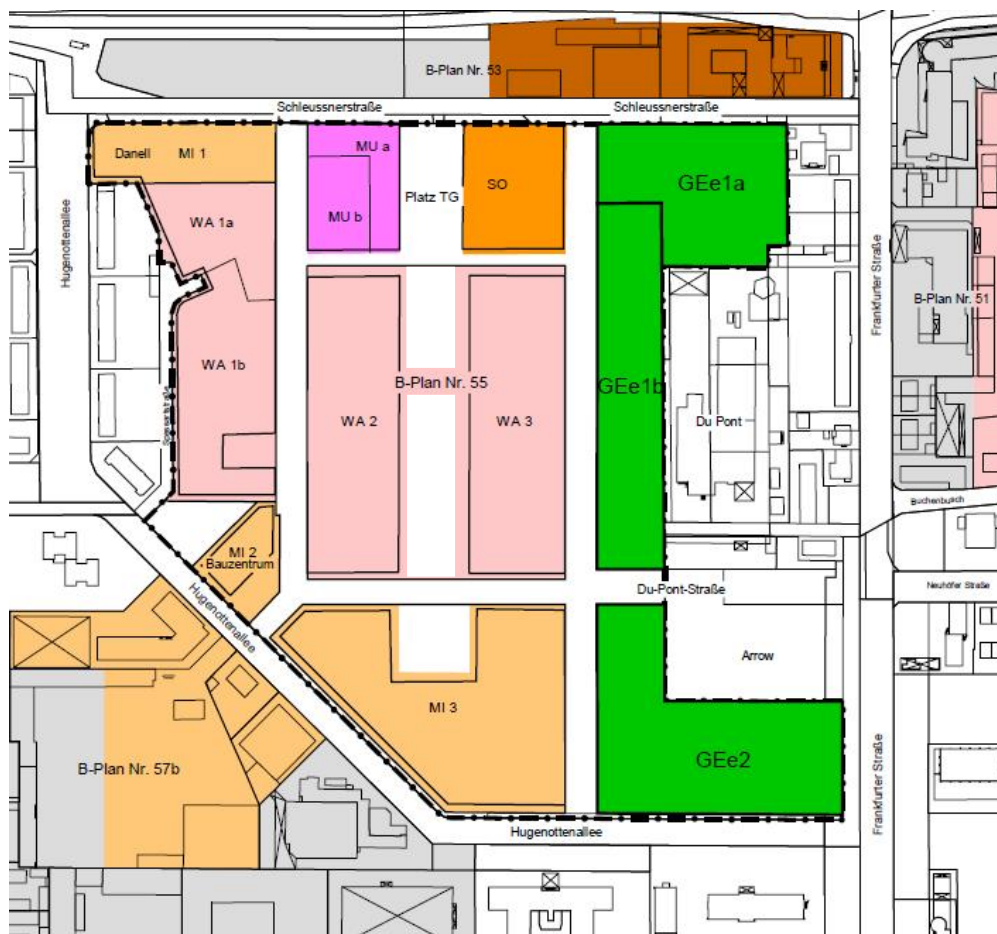 B-Plan Nr. 53
Schleussnerstraße
Schleussnerstraße
Danell MI 1
MU a
GEe1a
SO
Platz TG
WA 1a
MU b
Hugenottenallee
Frankfurter Straße
B-Plan Nr. 51
WA 1b
B-Plan Nr. 55
GEe1b
WA 2
WA 3
Du Pont
Buchenbusch
MI 2
Bauzentrum
Hugenottenallee
Du-Pont-Straße
Neuhöfer Straße
Arrow
MI 3
B-Plan Nr. 57b
GEe2
Frankfurter Straße
Hugenottenallee